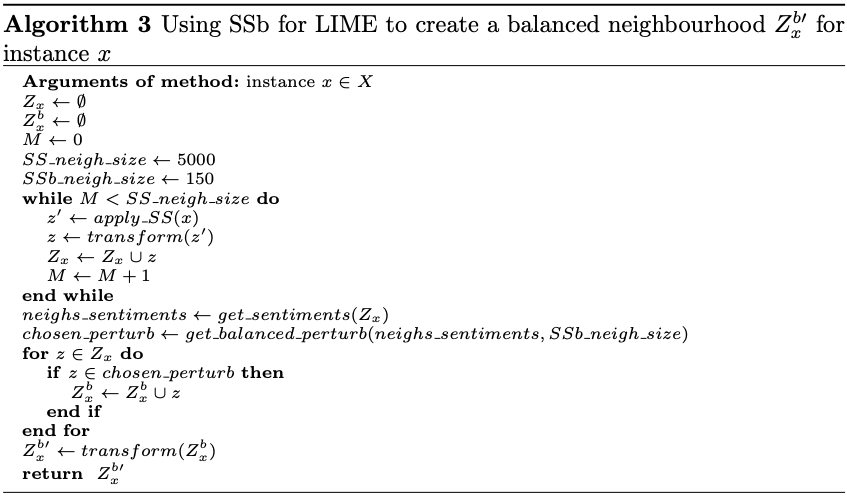 Algorithm 3 Using SSb for LIME to create a balanced neighbourhood $Z_x^{b\prime}$ for
instance $x$
Arguments of method: instance $x \in X$
$Z_x \leftarrow \emptyset$
$Z_x^b \leftarrow \emptyset$
$M \leftarrow 0$
$SS\_neigh\_size \leftarrow 5000$
$SSb\_neigh\_size \leftarrow 150$
while $M < SS\_neigh\_size$ do
$z' \leftarrow apply\_SS(x)$
$z \leftarrow transform(z')$
$Z_x \leftarrow Z_x \cup z$
$M \leftarrow M + 1$
end while
$neighs\_sentiments \leftarrow get\_sentiments(Z_x)$
$chosen\_perturb \leftarrow get\_balanced\_perturb(neighs\_sentiments, SSb\_neigh\_size)$
for $z \in Z_x$ do
if $z \in chosen\_perturb$ then
$Z_x^b \leftarrow Z_x^b \cup z$
end if
end for
$Z_x^{b\prime} \leftarrow transform(Z_x^b)$
return $Z_x^{b\prime}$